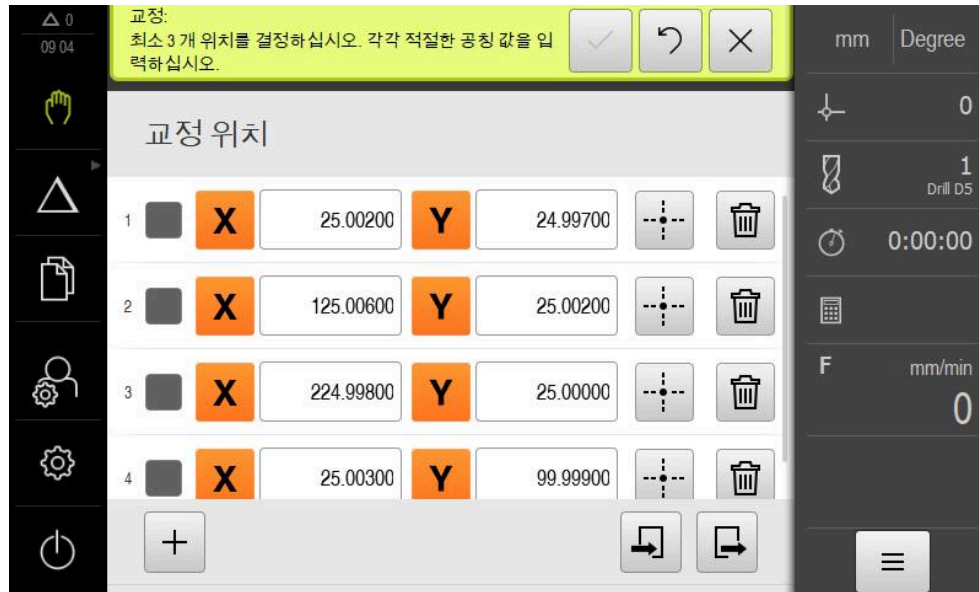 0
09 04
교정:
최소 3 개 위치를 결정하십시오. 각각 적절한 공칭 값을 입
력하십시오.
mm Degree
교정 위치
0
1
Drill D5
0:00:00
F mm/min
0
1 X 25.00200 Y 24.99700
2 X 125.00600 Y 25.00200
3 X 224.99800 Y 25.00000
4 X 25.00300 Y 99.99900